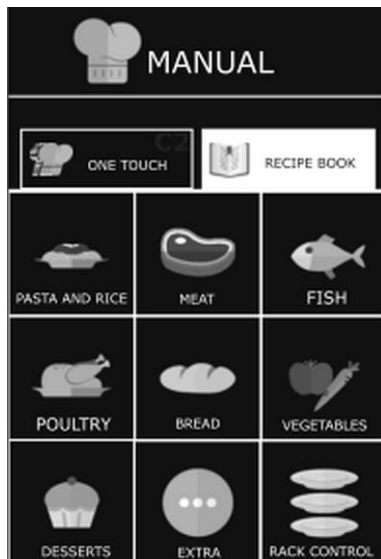 MANUAL
ONE TOUCH
RECIPE BOOK
PASTA AND RICE
MEAT
FISH
POULTRY
BREAD
VEGETABLES
DESSERTS
EXTRA
RACK CONTROL